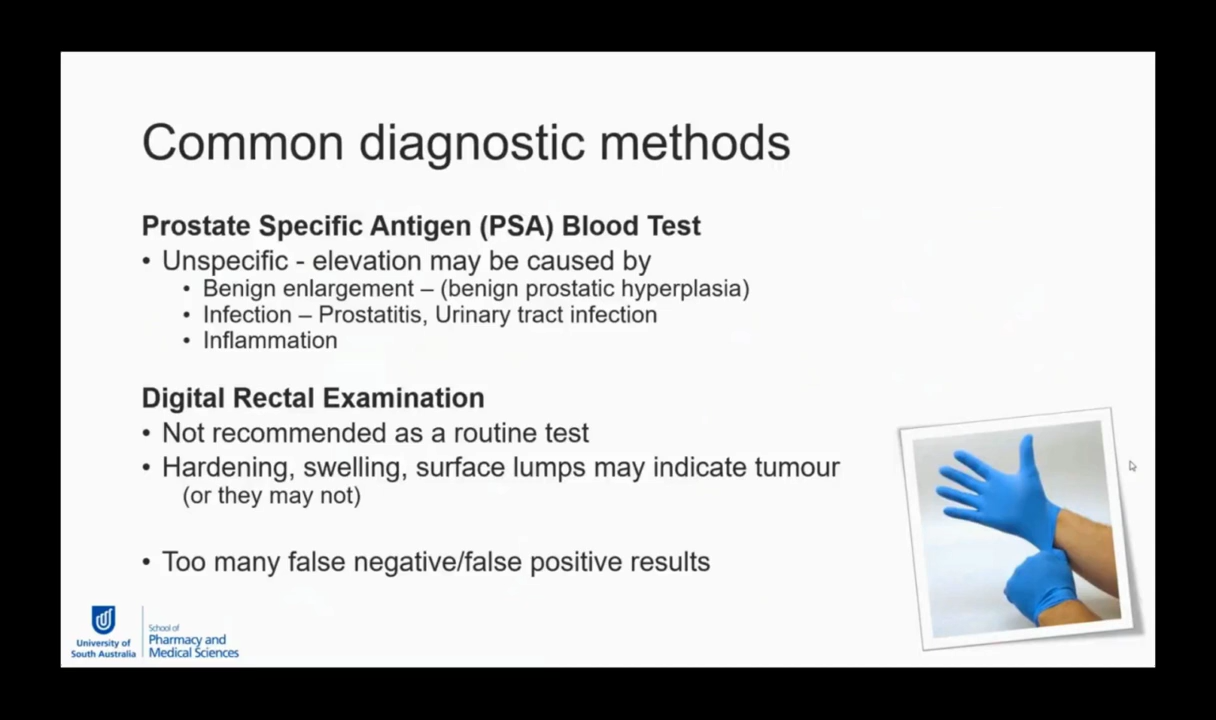 Common diagnostic methods
Prostate Specific Antigen (PSA) Blood Test
• Unspecific - elevation may be caused by
• Benign enlargement – (benign prostatic hyperplasia)
• Infection – Prostatitis, Urinary tract infection
• Inflammation
Digital Rectal Examination
• Not recommended as a routine test
• Hardening, swelling, surface lumps may indicate tumour
(or they may not)
• Too many false negative/false positive results
University of
South Australia
School of
Pharmacy and
Medical Sciences